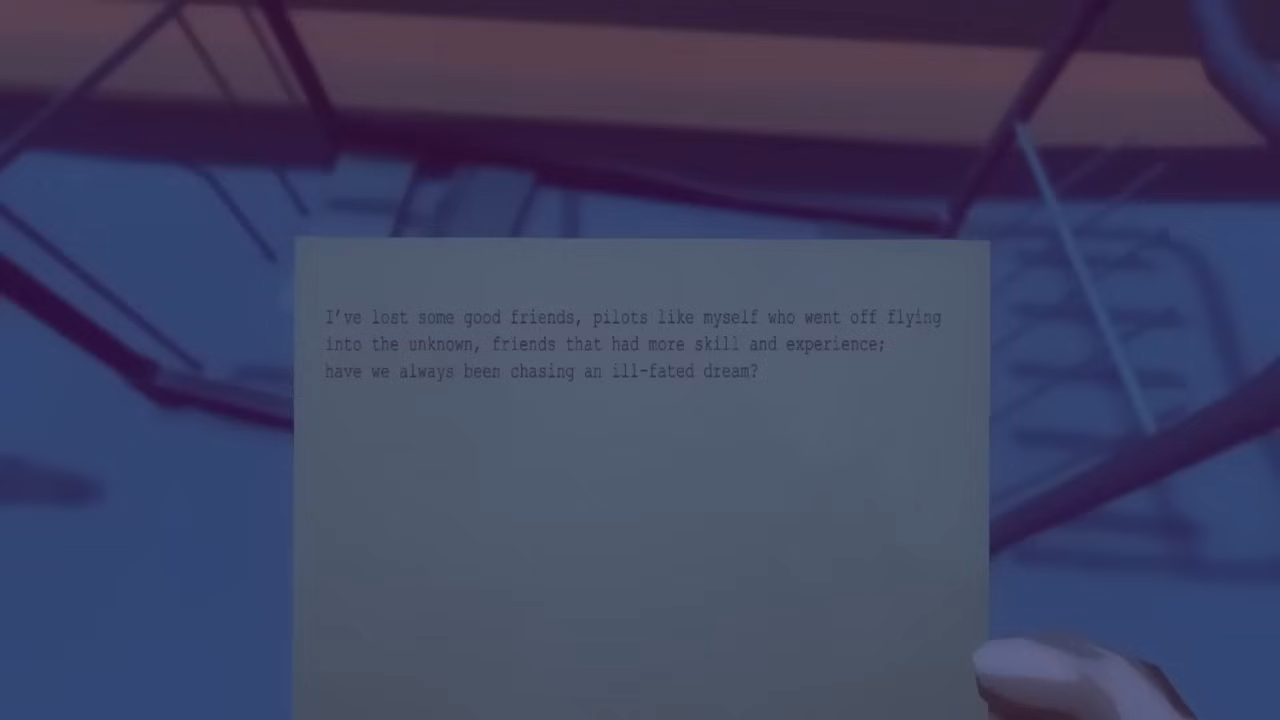 I've lost some good friends, pilots like myself who went off flying
into the unknown, friends that had more skill and experience;
have we always been chasing an ill-fated dream?